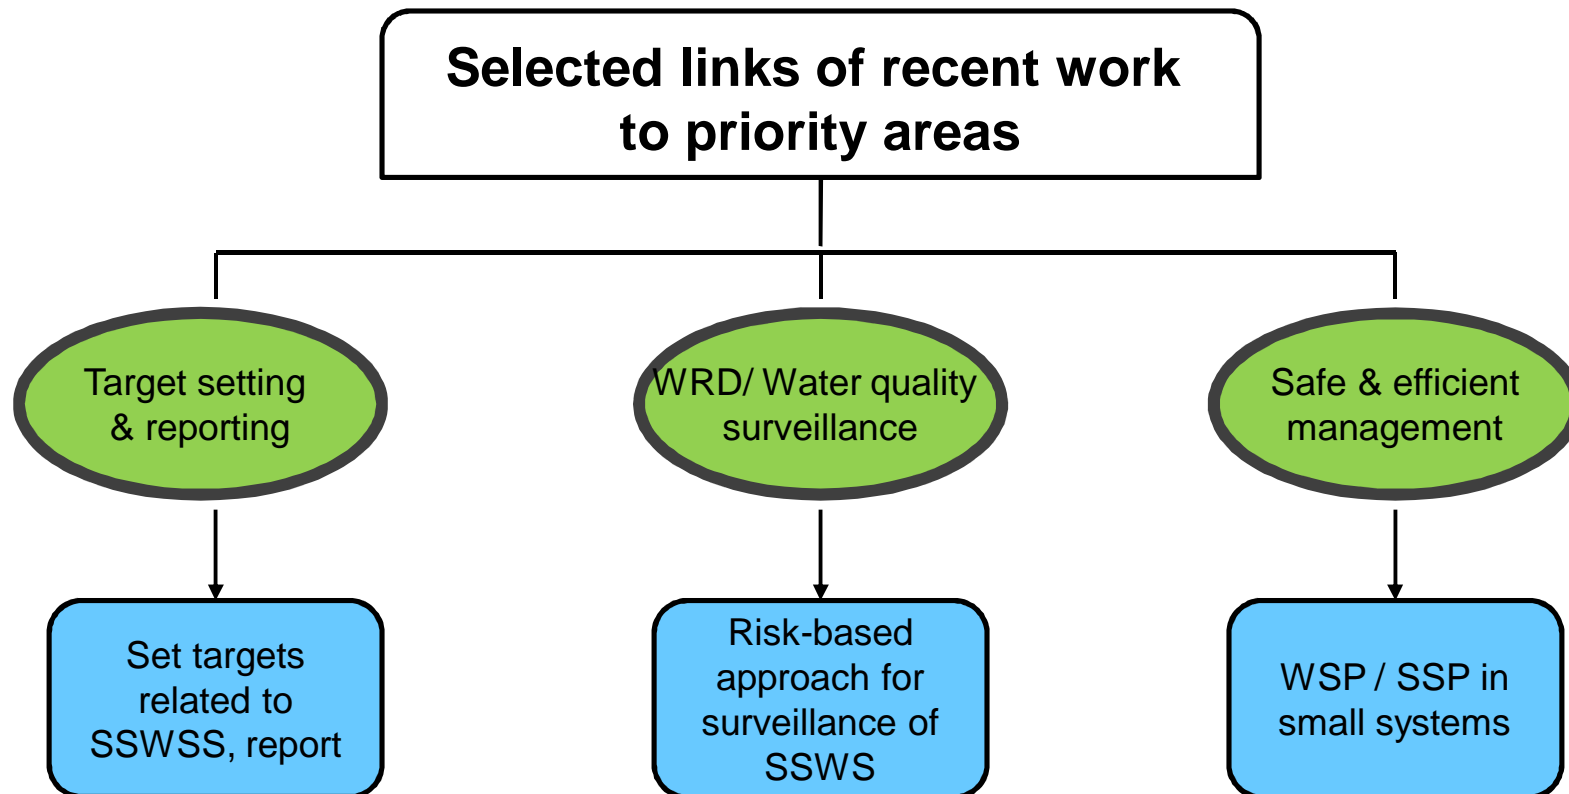 Selected links of recent work
to priority areas
Target setting
& reporting
WRD/ Water quality
surveillance
Safe & efficient
management
Set targets
related to
SSWSS, report
Risk-based
approach for
surveillance of
SSWS
WSP / SSP in
small systems